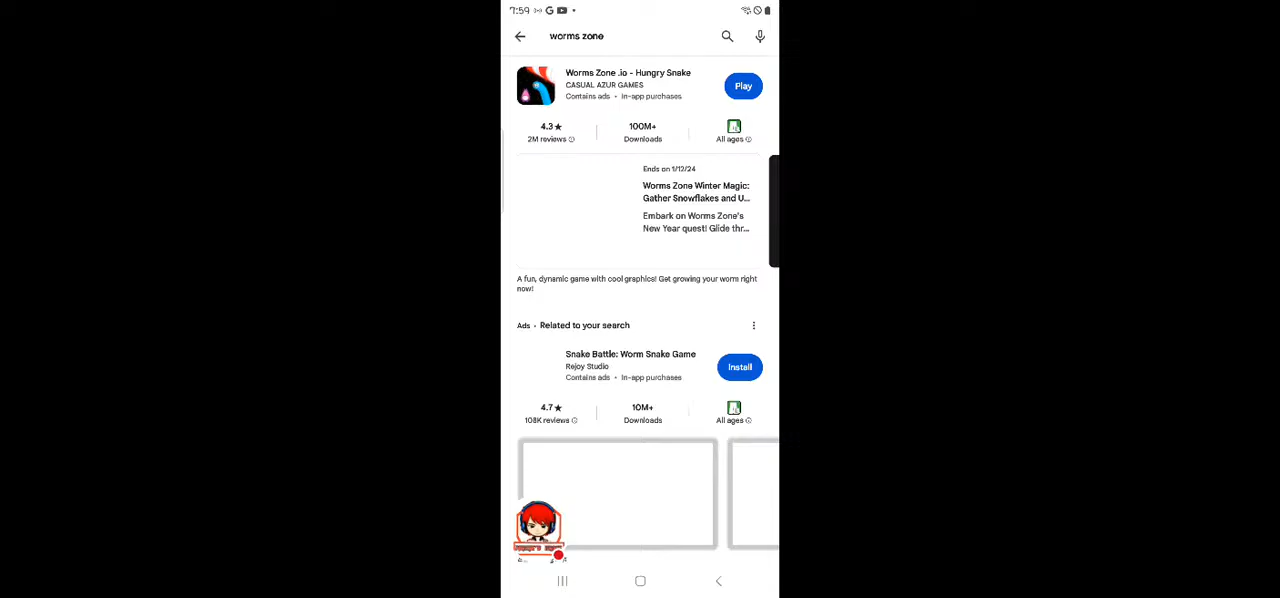 7:59
worms zone
Worms Zone .io - Hungry Snake
CASUAL AZUR GAMES
Contains ads • In-app purchases
Play
4.3★ 100M+
2M reviews Downloads All ages
Ends on 1/12/24
Worms Zone Winter Magic:
Gather Snowflakes and U...
Embark on Worms Zone's
New Year quest! Glide thr...
A fun, dynamic game with cool graphics! Get growing your worm right
now!
Ads • Related to your search
Snake Battle: Worm Snake Game
Rejoy Studio
Contains ads • In-app purchases
Install
4.7★ 10M+
108K reviews Downloads All ages